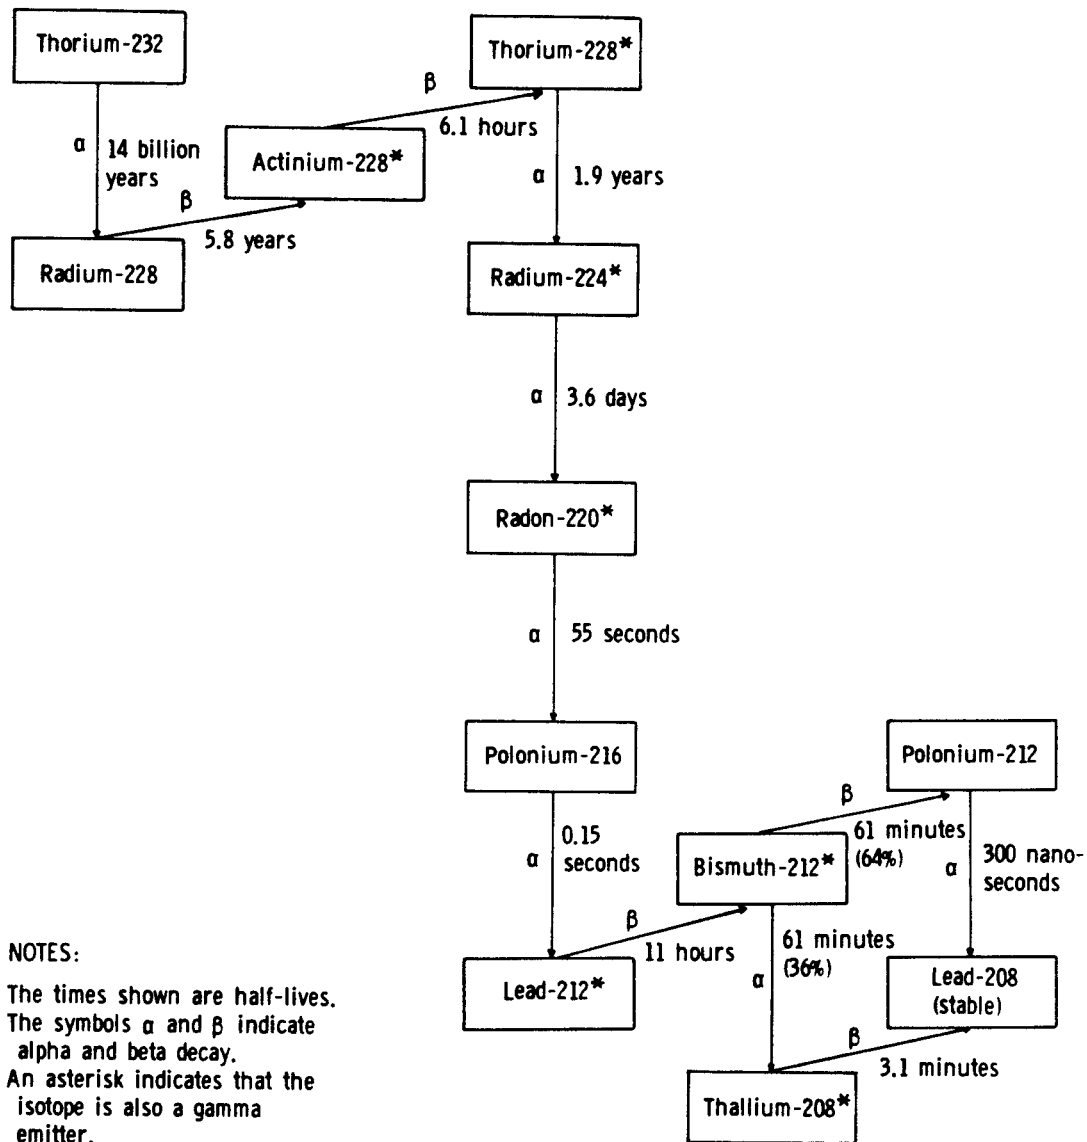 Thorium-232
Thorium-228*
β
6.1 hours
α
14 billion
years
Actinium-228*
α
1.9 years
β
5.8 years
Radium-228
Radium-224*
α
3.6 days
Radon-220*
α
55 seconds
Polonium-216
Polonium-212
β
61 minutes
(64%)
α
0.15
seconds
Bismuth-212*
α
300 nano-
seconds
β
11 hours
61 minutes
(36%)
α
Lead-212*
Lead-208
(stable)
β
3.1 minutes
Thallium-208*
NOTES:
The times shown are half-lives.
The symbols α and β indicate
alpha and beta decay.
An asterisk indicates that the
isotope is also a gamma
emitter.